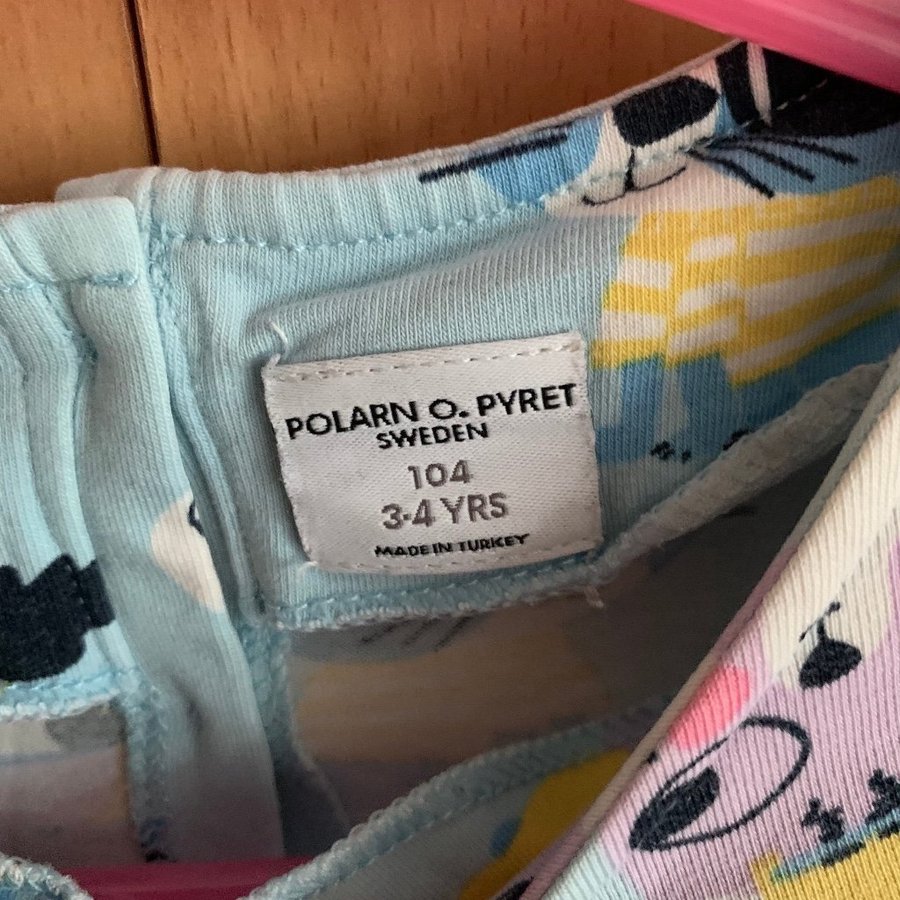 POLARN O. PYRET
SWEDEN
104
3-4 YRS
MADE IN TURKEY